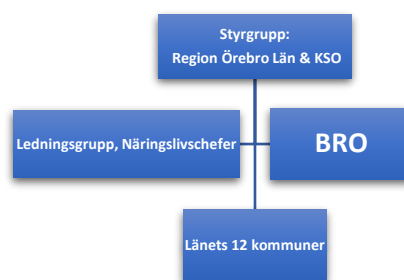 Styrgrupp:
Region Örebro Län & KSO
Ledningsgrupp, Näringslivschefer
BRO
Länets 12 kommuner